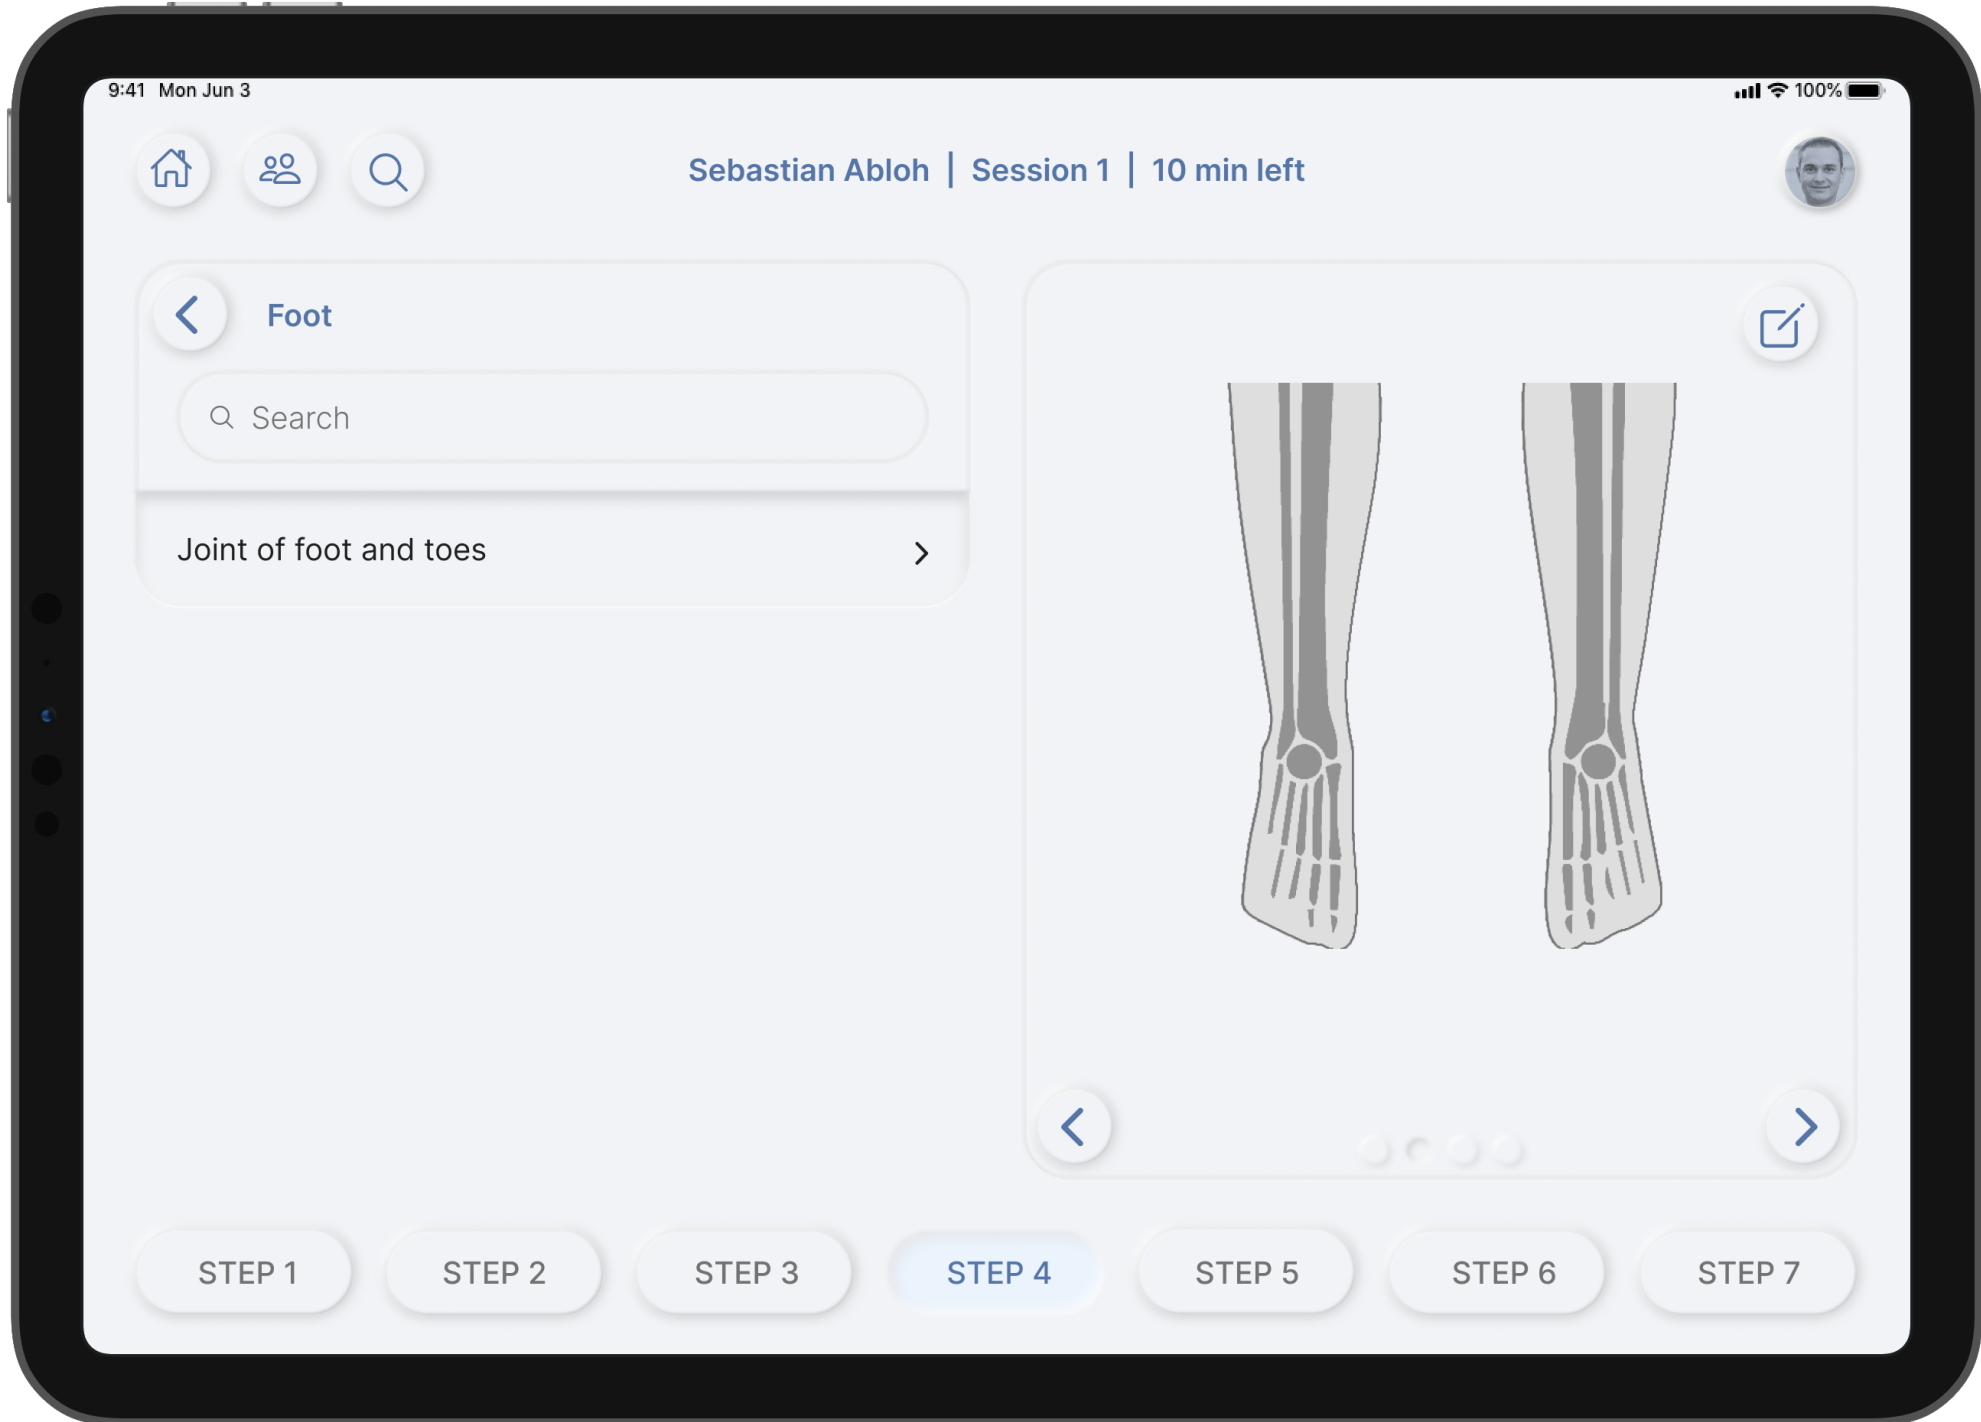 9:41 Mon Jun 3
100%
Sebastian Abloh | Session 1 | 10 min left
Foot
Search
Joint of foot and toes
STEP 1
STEP 2
STEP 3
STEP 4
STEP 5
STEP 6
STEP 7